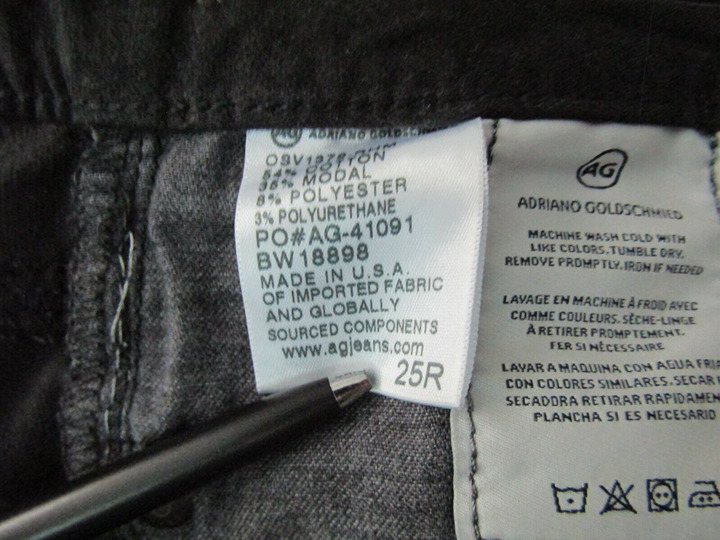 AG ADRIANO GOLDSCHMIED
54% COTTON
35% MODAL
8% POLYESTER
3% POLYURETHANE
PO#AG-41091
BW18898
MADE IN U.S.A.
OF IMPORTED FABRIC
AND GLOBALLY
SOURCED COMPONENTS
www.agjeans.com
25R
AG
ADRIANO GOLDSCHMIED
MACHINE WASH COLD WITH
LIKE COLORS. TUMBLE DRY.
REMOVE PROMPTLY, IRON IF NEEDED
LAVAGE EN MACHINE À FROID AVEC
COMME COULEURS. SÈCHE-LINGE
À RETIRER PROMPTEMENT.
FER SI NÉCESSAIRE
LAVAR A MAQUINA CON AGUA FRIA
CON COLORES SIMILARES. SECAR
SECADORA RETIRAR RAPIDAMEN
PLANCHA SI ES NECESARIO